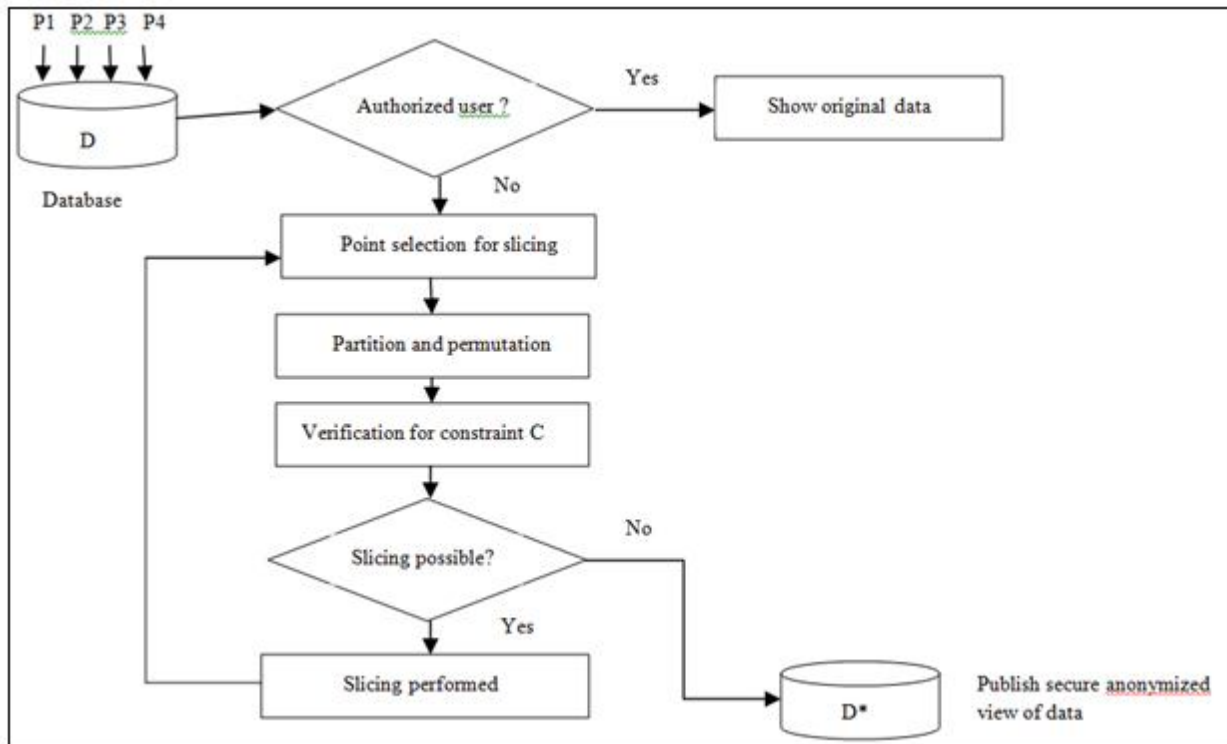 P1 P2 P3 P4
D
Database
Authorized user ?
Yes
Show original data
No
Point selection for slicing
Partition and permutation
Verification for constraint C
Slicing possible?
No
Yes
Slicing performed
D*
Publish secure anonymized
view of data